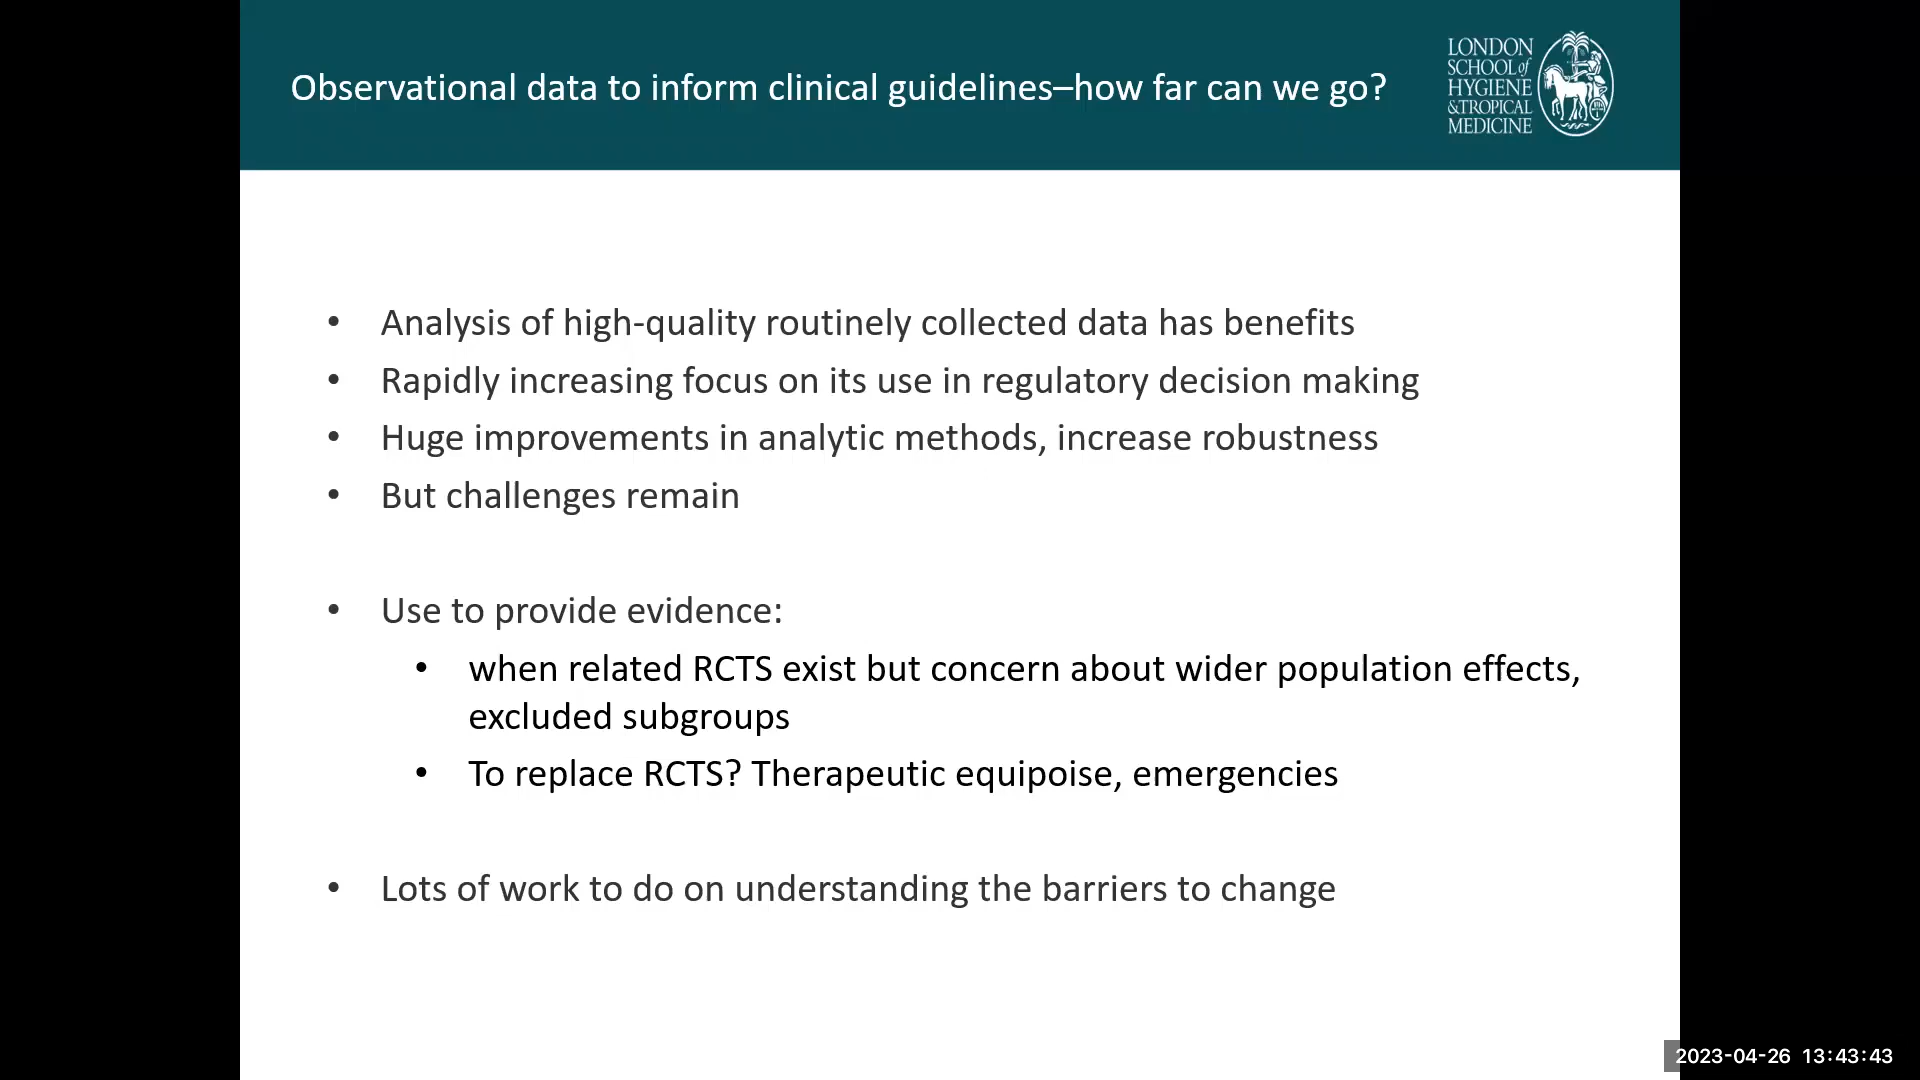 Observational data to inform clinical guidelines–how far can we go?
LONDON
SCHOOL of
HYGIENE
&TROPICAL
MEDICINE
• Analysis of high-quality routinely collected data has benefits
• Rapidly increasing focus on its use in regulatory decision making
• Huge improvements in analytic methods, increase robustness
• But challenges remain
• Use to provide evidence:
• when related RCTS exist but concern about wider population effects,
excluded subgroups
• To replace RCTS? Therapeutic equipoise, emergencies
• Lots of work to do on understanding the barriers to change
2023-04-26 13:43:43